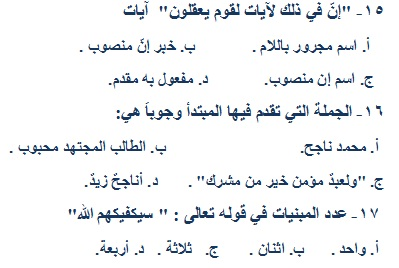 ١٥- "إنّ في ذلك لآيات لقوم يعقلون" آيات
أ. اسم مجرور باللام . ب. خبر إنّ منصوب .
ج. اسم إن منصوب. د. مفعول به مقدم.
١٦- الجملة التي تقدم فيها المبتدأ وجوباً هي:
أ. محمد ناجح. ب. الطالب المجتهد محبوب .
ج. "ولعبدٌ مؤمن خير من مشرك" . د. أناجحٌ زيدٌ.
١٧- عدد المبنيات في قوله تعالى : " سيكفيكهم الله"
أ. واحد . ب. اثنان . ج. ثلاثة . د. أربعة.